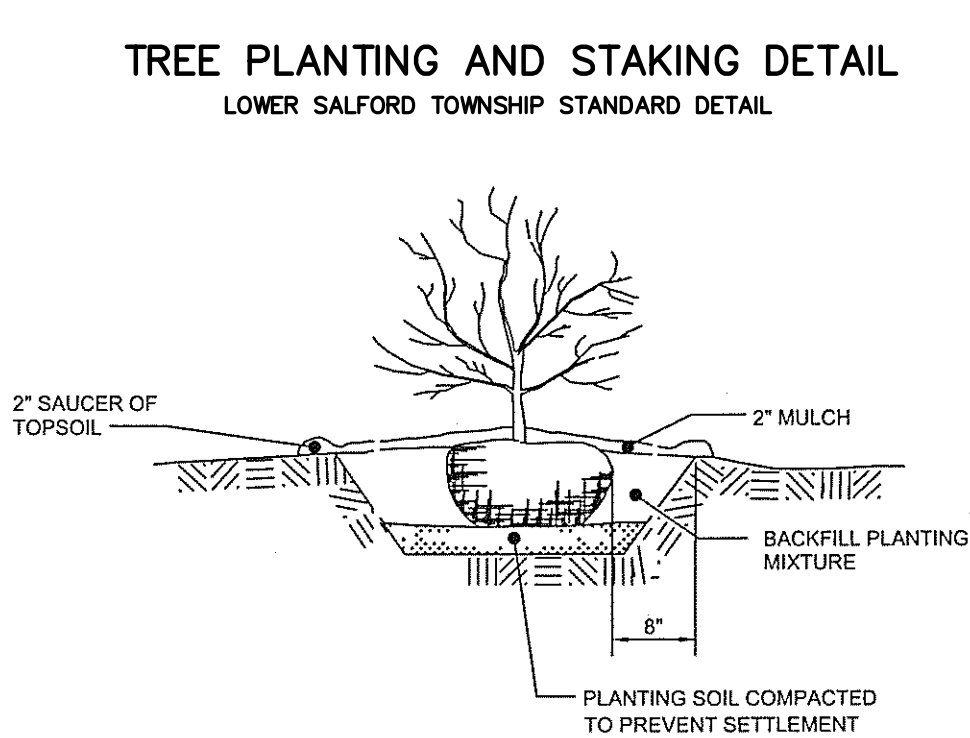 TREE PLANTING AND STAKING DETAIL
LOWER SALFORD TOWNSHIP STANDARD DETAIL
2" SAUCER OF
TOPSOIL
2" MULCH
BACKFILL PLANTING
MIXTURE
8"
PLANTING SOIL COMPACTED
TO PREVENT SETTLEMENT